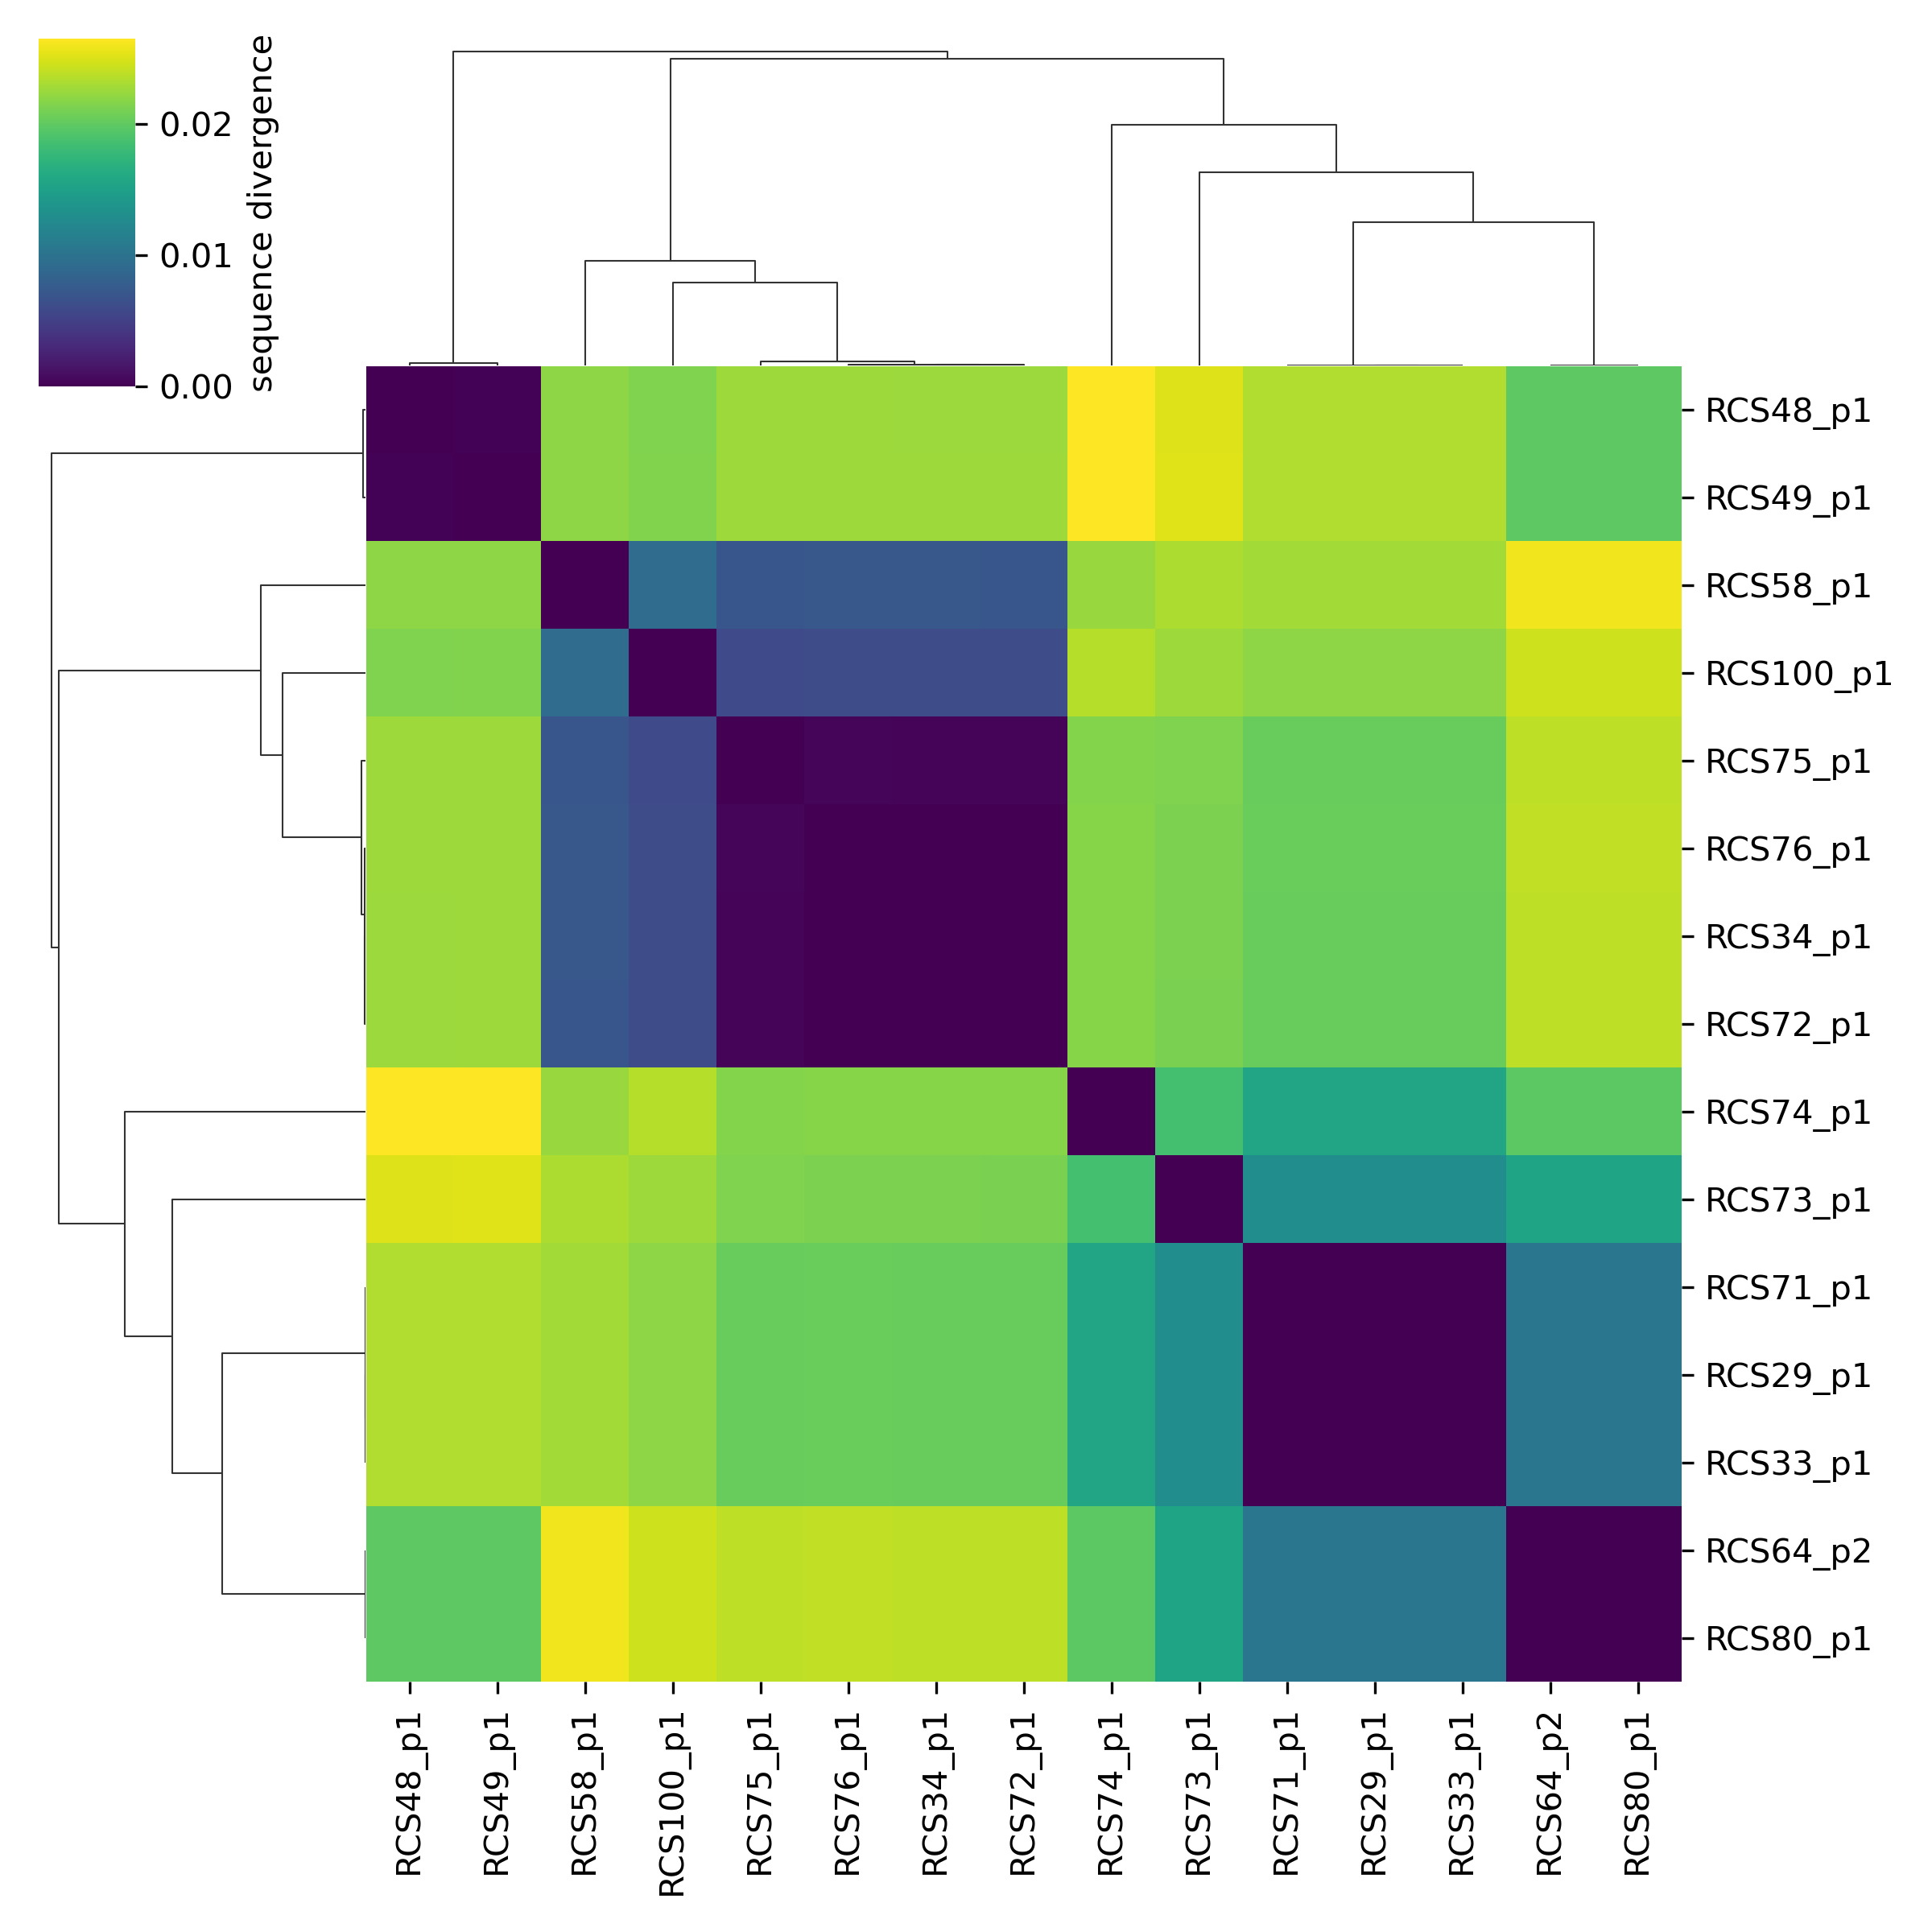 0.02
0.01
0.00
sequence divergence
RCS48_p1
RCS49_p1
RCS58_p1
RCS100_p1
RCS75_p1
RCS76_p1
RCS34_p1
RCS72_p1
RCS74_p1
RCS73_p1
RCS71_p1
RCS29_p1
RCS33_p1
RCS64_p2
RCS80_p1
RCS48_p1
RCS49_p1
RCS58_p1
RCS100_p1
RCS75_p1
RCS76_p1
RCS34_p1
RCS72_p1
RCS74_p1
RCS73_p1
RCS71_p1
RCS29_p1
RCS33_p1
RCS64_p2
RCS80_p1